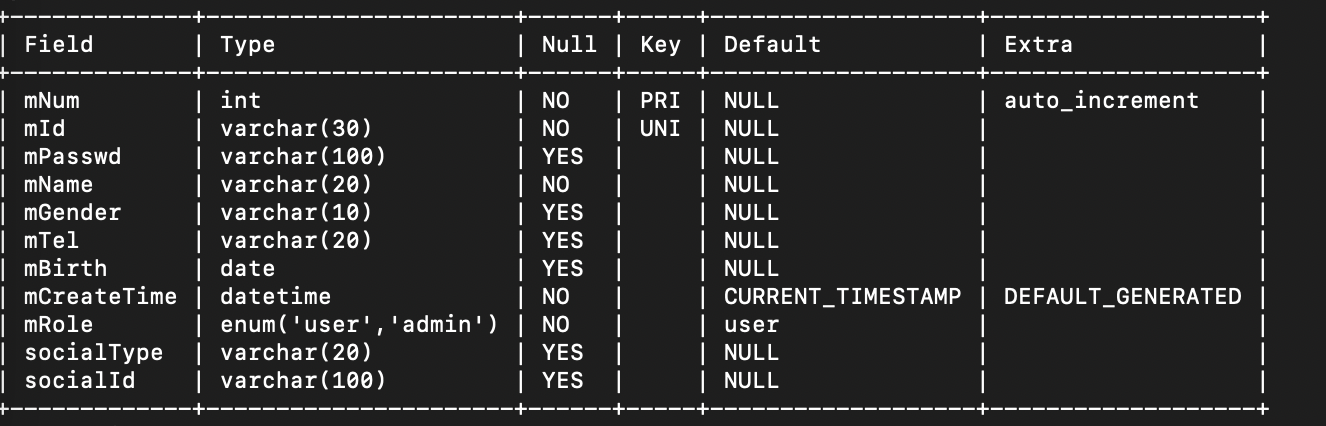 +--------------+-----------------------+------+-----+-------------------+-------------------+
| Field        | Type                  | Null | Key | Default           | Extra             |
+--------------+-----------------------+------+-----+-------------------+-------------------+
| mNum         | int                   | NO   | PRI | NULL              | auto_increment    |
| mId          | varchar(30)           | NO   | UNI | NULL              |                   |
| mPasswd      | varchar(100)          | YES  |     | NULL              |                   |
| mName        | varchar(20)           | NO   |     | NULL              |                   |
| mGender      | varchar(10)           | YES  |     | NULL              |                   |
| mTel         | varchar(20)           | YES  |     | NULL              |                   |
| mBirth       | date                  | YES  |     | NULL              |                   |
| mCreateTime  | datetime              | NO   |     | CURRENT_TIMESTAMP | DEFAULT_GENERATED |
| mRole        | enum('user','admin')  | NO   |     | user              |                   |
| socialType   | varchar(20)           | YES  |     | NULL              |                   |
| socialId     | varchar(100)          | YES  |     | NULL              |                   |
+--------------+-----------------------+------+-----+-------------------+-------------------+